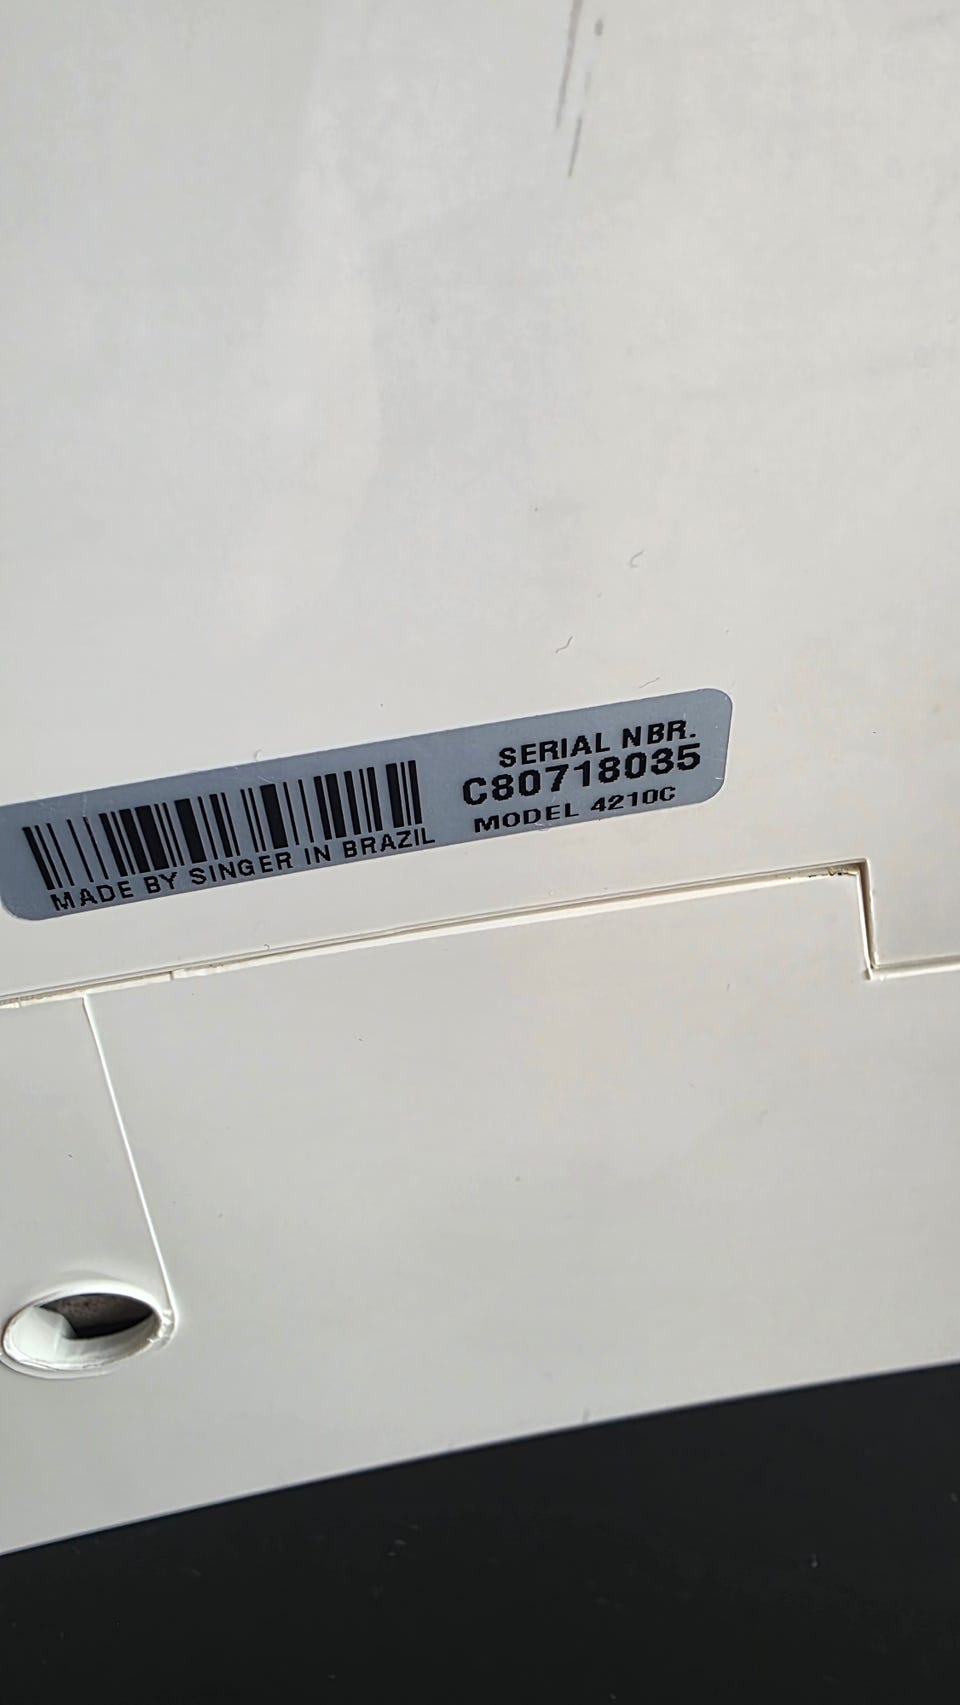 SERIAL NBR.
C80718035
MODEL 4210C
MADE BY SINGER IN BRAZIL